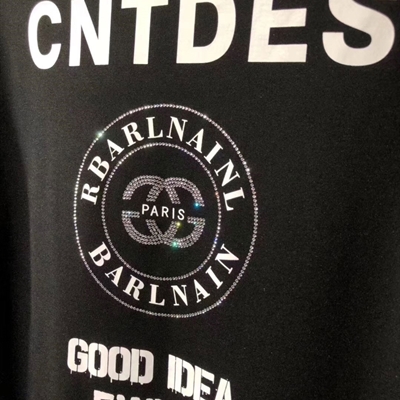 CNTDES
RBARLNAINL
PARIS
BARLNAIN
GOOD IDEA